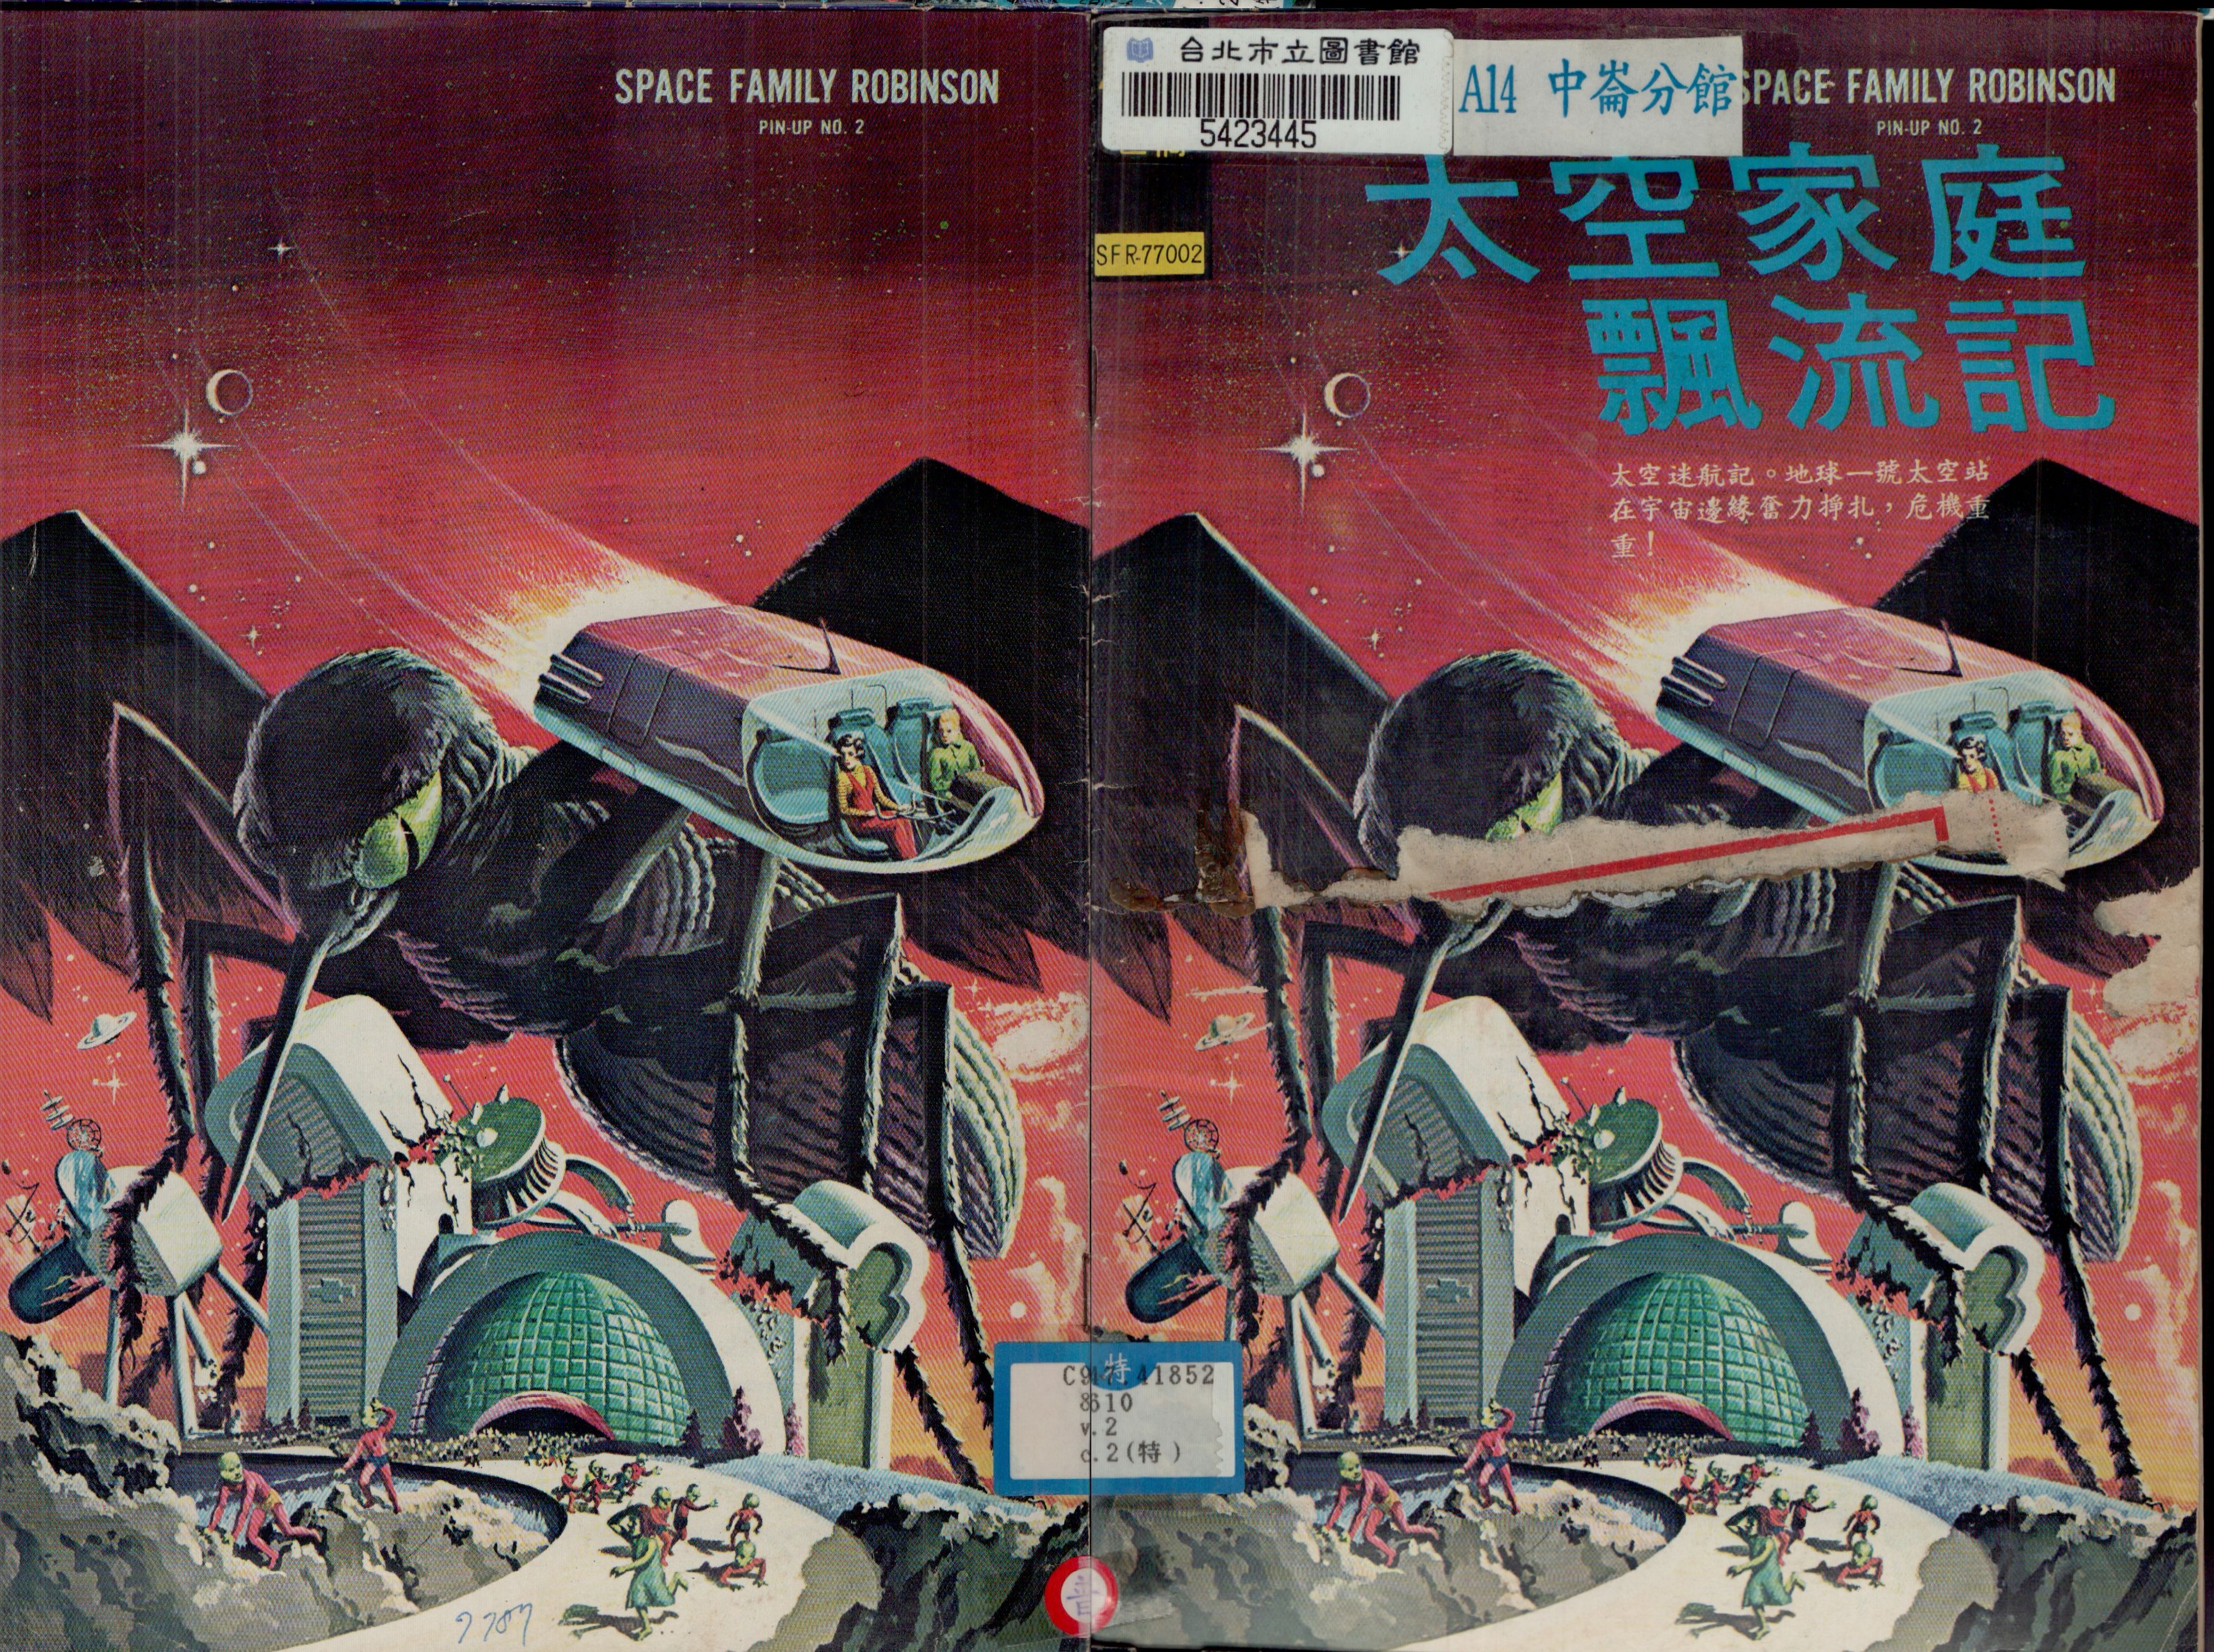 SPACE FAMILY ROBINSON
PIN-UP NO. 2
7787
台北市立圖書館
5423445
A14 中崙分館
SPACE FAMILY ROBINSON
PIN-UP NO. 2
SFR-77002
太空家庭
飄流記
太空迷航記。地球一號太空站
在宇宙邊緣奮力掙扎，危機重
重！
特
C917.41852
8610
v.2
c.2(特)